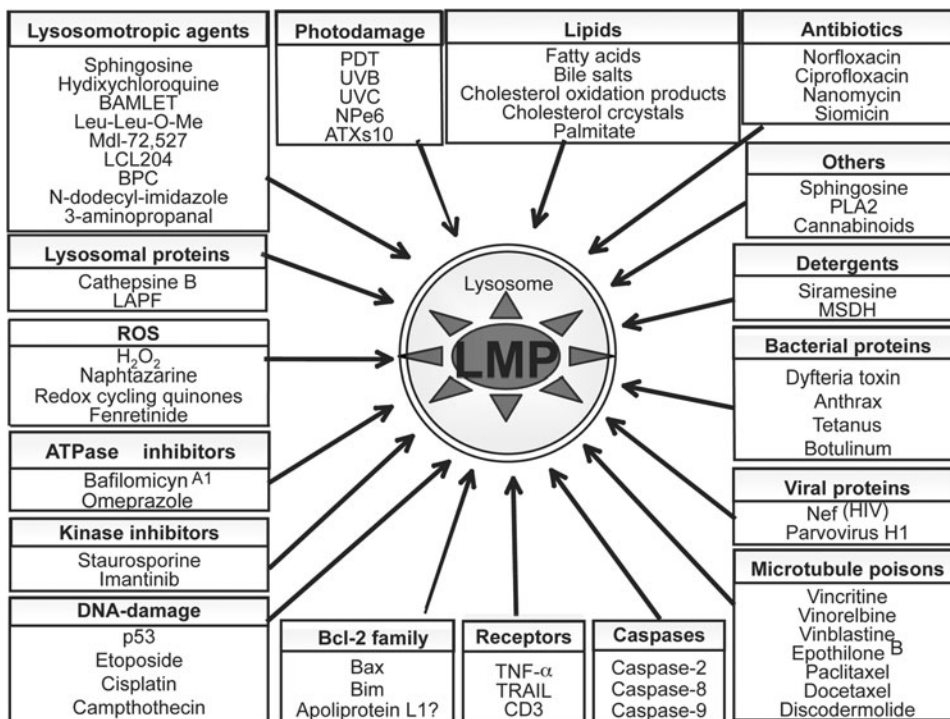 Lysosomotropic agents
Sphingosine
Hydixychloroquine
BAMLET
Leu-Leu-O-Me
Mdl-72,527
LCL204
BPC
N-dodecyl-imidazole
3-aminopropanal
Photodamage
PDT
UVB
UVC
NPe6
ATXs10
Lipids
Fatty acids
Bile salts
Cholesterol oxidation products
Cholesterol crcystals
Palmitate
Antibiotics
Norfloxacin
Ciprofloxacin
Nanomycin
Siomicin
Others
Sphingosine
PLA2
Cannabinoids
Lysosomal proteins
Cathepsine B
LAPF
Lysosome
LMP
Detergents
Siramesine
MSDH
ROS
H₂O₂
Naphtazarine
Redox cycling quinones
Fenretinide
Bacterial proteins
Dyfteria toxin
Anthrax
Tetanus
Botulinum
ATPase inhibitors
Bafilomicyn A1
Omeprazole
Viral proteins
Nef (HIV)
Parvovirus H1
Kinase inhibitors
Staurosporine
Imantinib
Microtubule poisons
Vincritine
Vinorelbine
Vinblastine
Epothilone B
Paclitaxel
Docetaxel
Discodermolide
DNA-damage
p53
Etoposide
Cisplatin
Campthothecin
Bcl-2 family
Bax
Bim
Apoliprotein L1?
Receptors
TNF-α
TRAIL
CD3
Caspases
Caspase-2
Caspase-8
Caspase-9